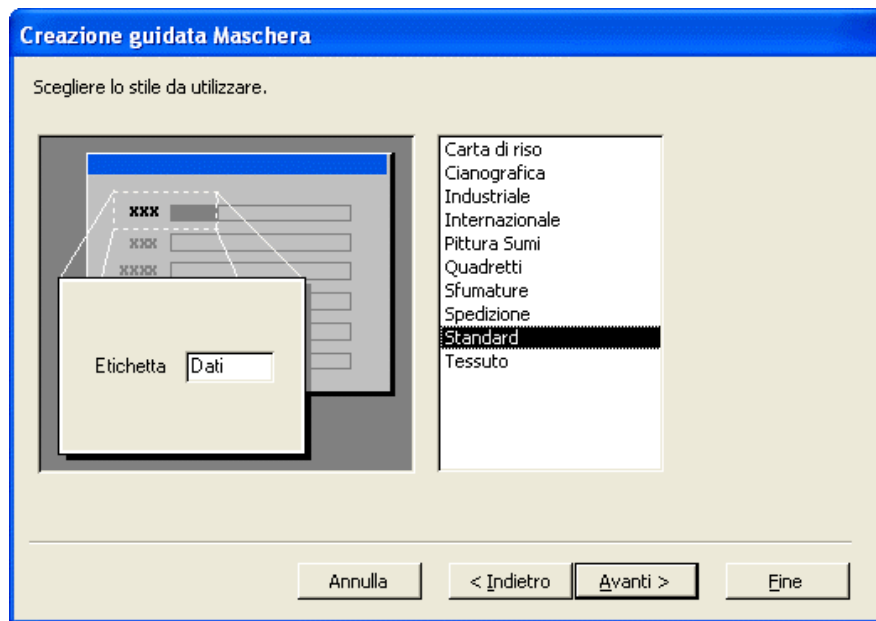 Creazione guidata Maschera
Scegliere lo stile da utilizzare.
xxx
xxx
xxxx
Etichetta Dati
Carta di riso
Cianografica
Industriale
Internazionale
Pittura Sumi
Quadretti
Sfumature
Spedizione
Standard
Tessuto
Annulla < Indietro Avanti > Fine